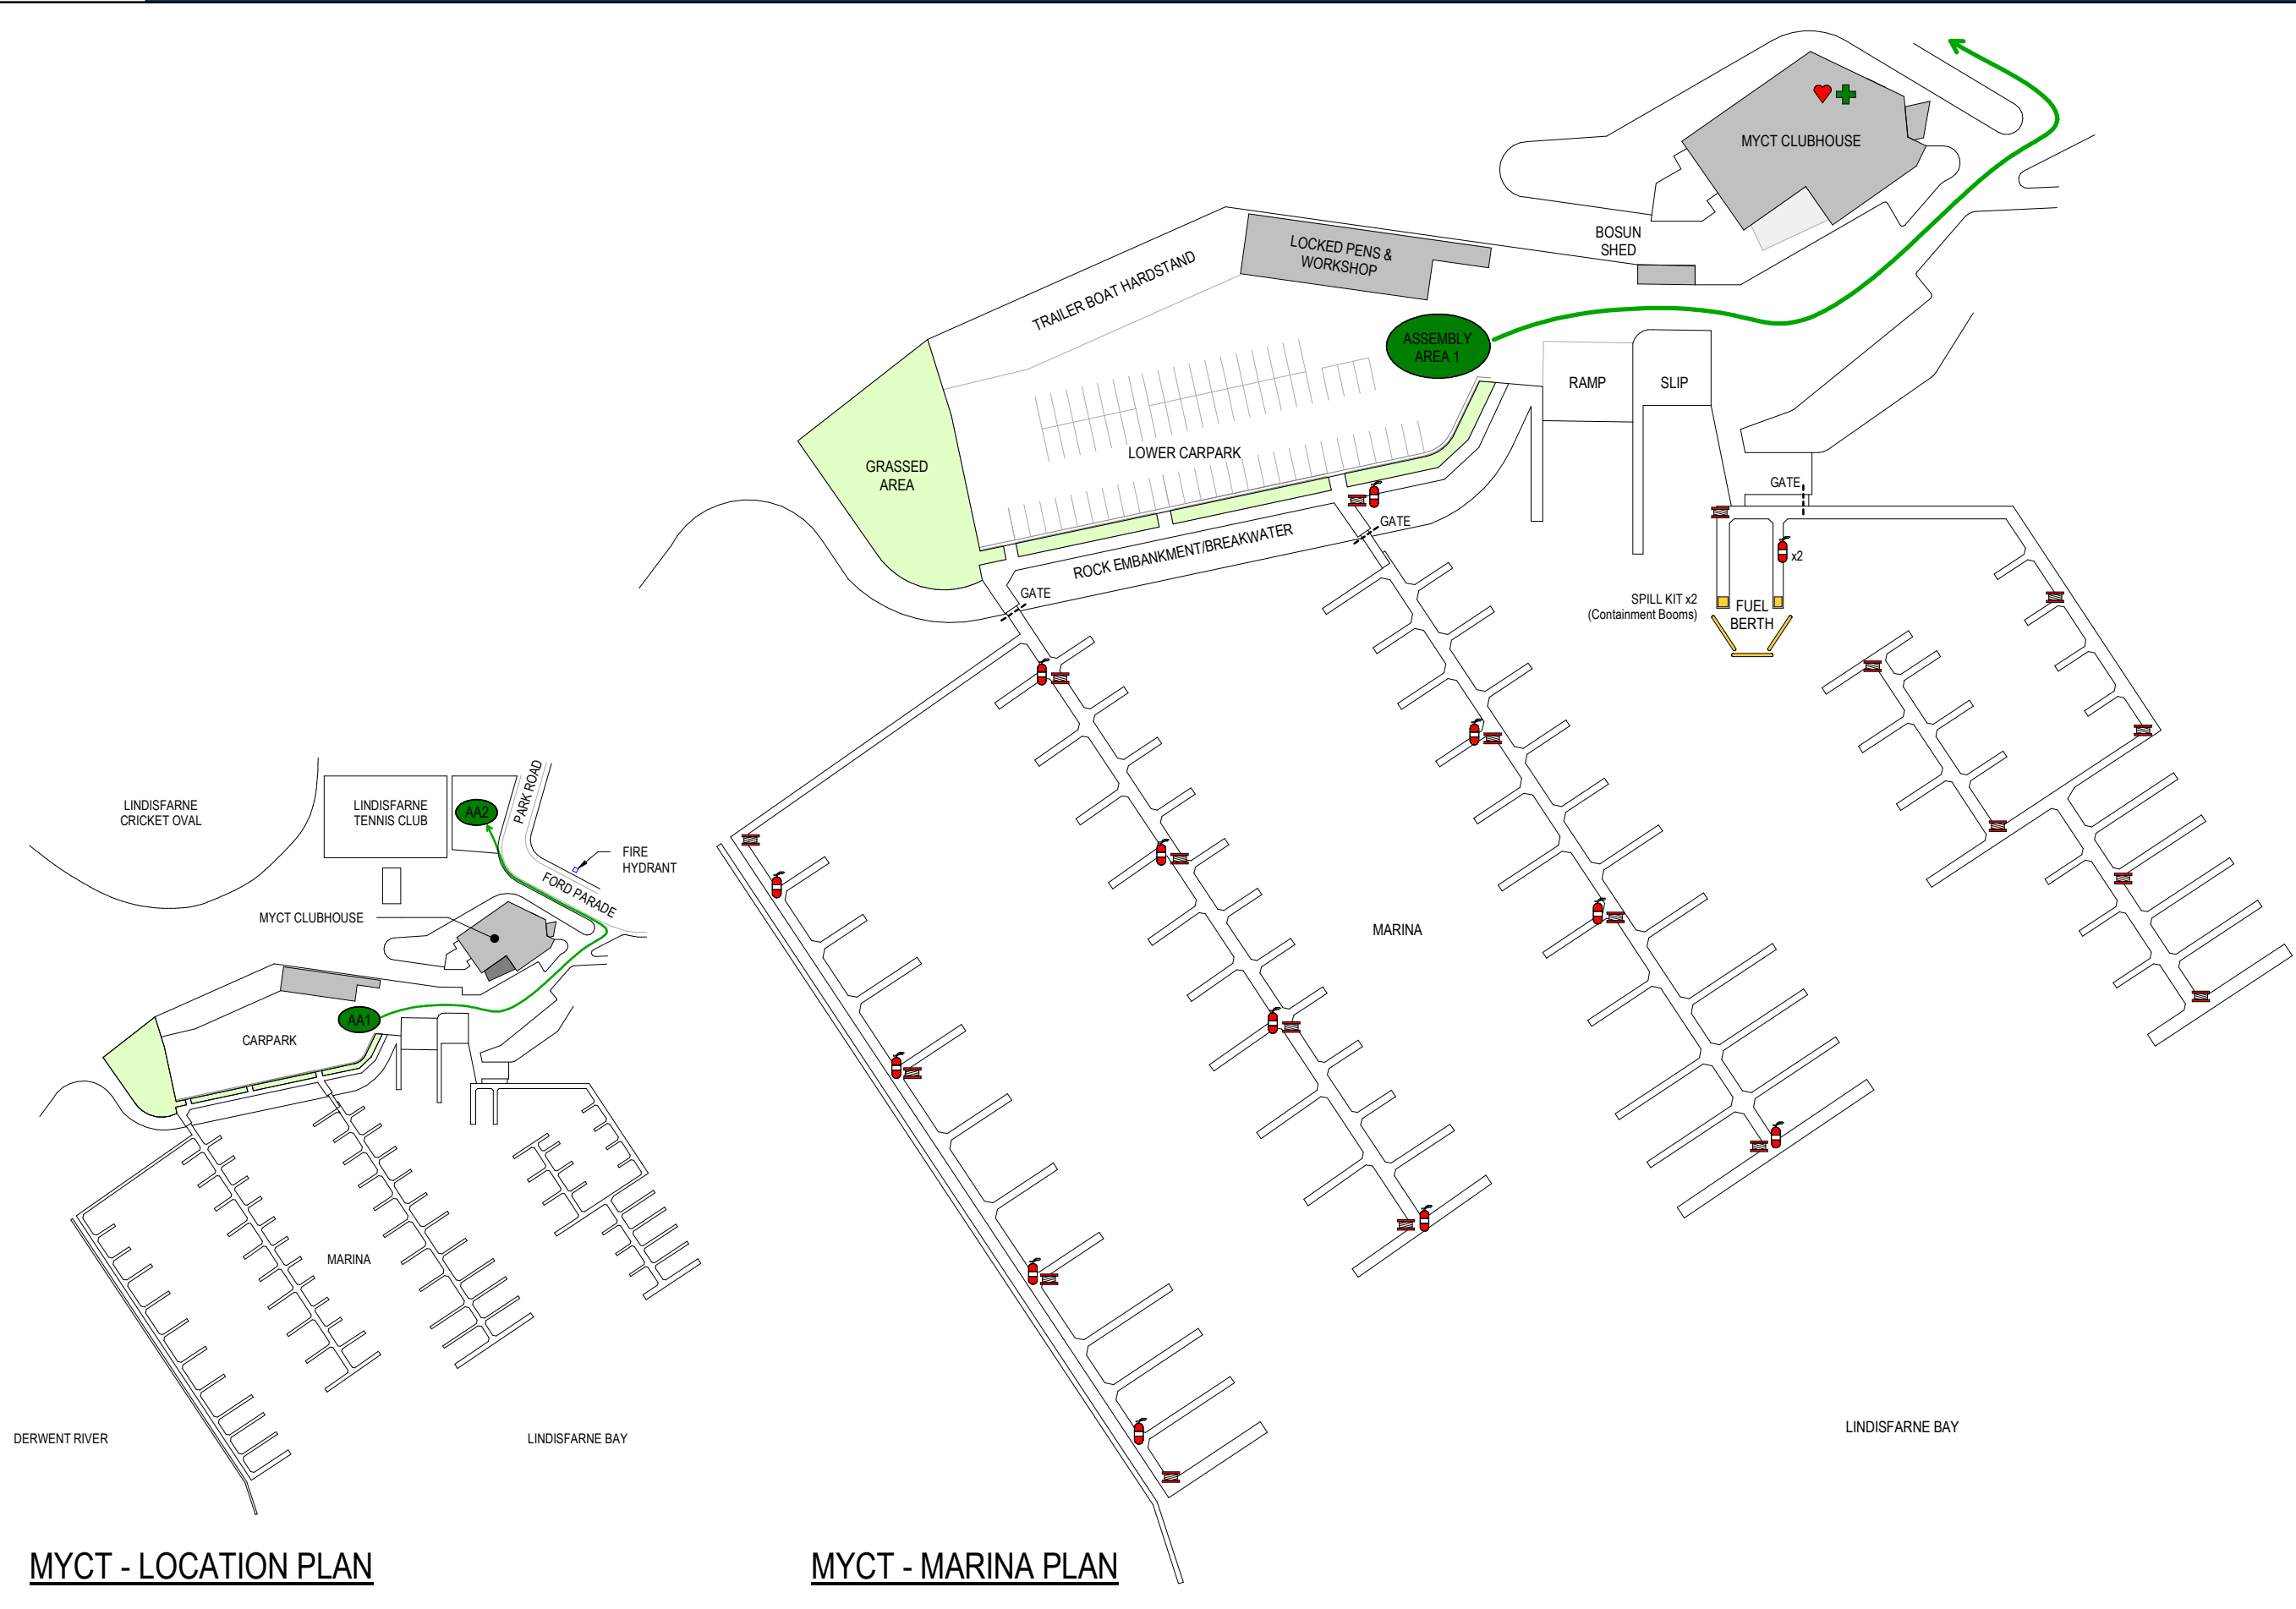 MYCT CLUBHOUSE
BOSUN
SHED
LOCKED PENS &
WORKSHOP
TRAILER BOAT HARDSTAND
ASSEMBLY
AREA 1
RAMP
SLIP
LOWER CARPARK
GRASSED
AREA
GATE
GATE
ROCK EMBANKMENT/BREAKWATER
GATE
x2
SPILL KIT x2
(Containment Booms)
FUEL
BERTH
MARINA
LINDISFARNE BAY
MYCT - MARINA PLAN
LINDISFARNE
CRICKET OVAL
LINDISFARNE
TENNIS CLUB
AA2
PARK ROAD
FIRE
HYDRANT
FORD PARADE
MYCT CLUBHOUSE
AA1
CARPARK
MARINA
DERWENT RIVER
LINDISFARNE BAY
MYCT - LOCATION PLAN